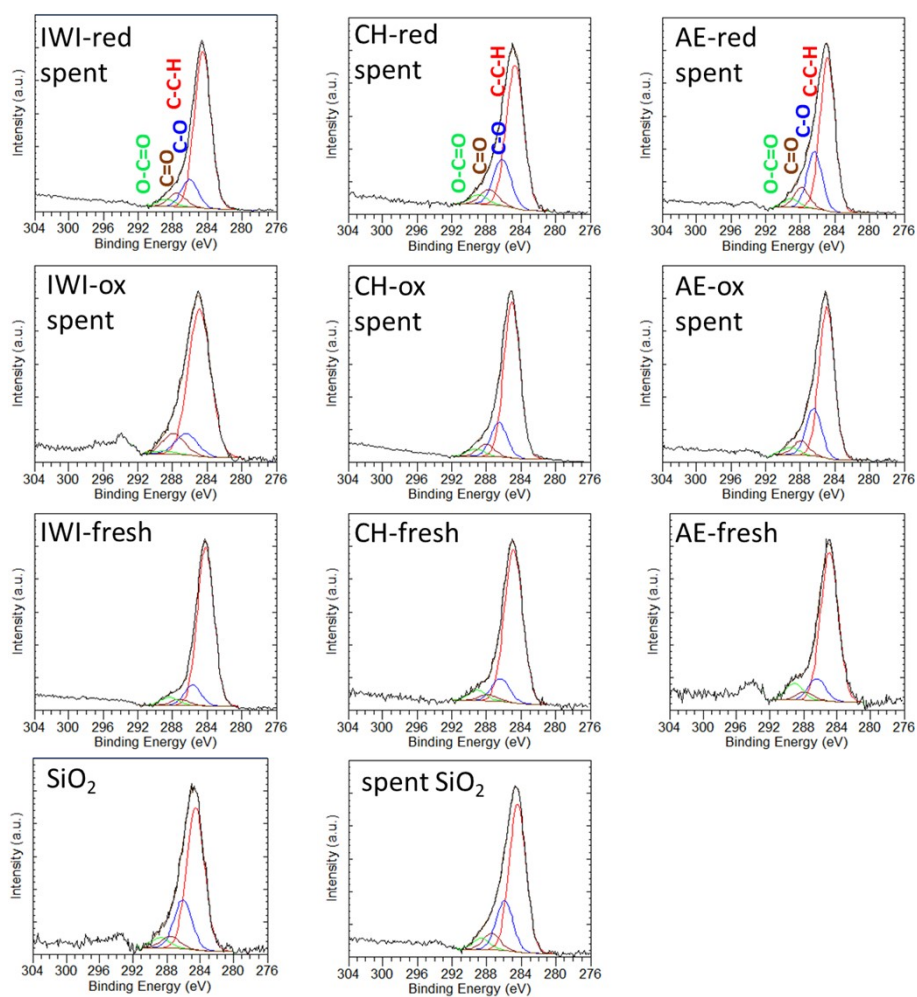 IWI-red
spent
O-C=O
C=O
C-O
C-C-H
Intensity (a.u.)
304 300 296 292 288 284 280 276
Binding Energy (eV)
CH-red
spent
O-C=O
C=O
C-O
C-C-H
Intensity (a.u.)
304 300 296 292 288 284 280 276
Binding Energy (eV)
AE-red
spent
O-C=O
C=O
C-O
C-C-H
Intensity (a.u.)
304 300 296 292 288 284 280 276
Binding Energy (eV)
IWI-ox
spent
Intensity (a.u.)
304 300 296 292 288 284 280 276
Binding Energy (eV)
CH-ox
spent
Intensity (a.u.)
304 300 296 292 288 284 280 276
Binding Energy (eV)
AE-ox
spent
Intensity (a.u.)
304 300 296 292 288 284 280 276
Binding Energy (eV)
IWI-fresh
Intensity (a.u.)
304 300 296 292 288 284 280 276
Binding Energy (eV)
CH-fresh
Intensity (a.u.)
304 300 296 292 288 284 280 276
Binding Energy (eV)
AE-fresh
Intensity (a.u.)
304 300 296 292 288 284 280 276
Binding Energy (eV)
SiO₂
Intensity (a.u.)
304 300 296 292 288 284 280 276
Binding Energy (eV)
spent SiO₂
Intensity (a.u.)
304 300 296 292 288 284 280 276
Binding Energy (eV)